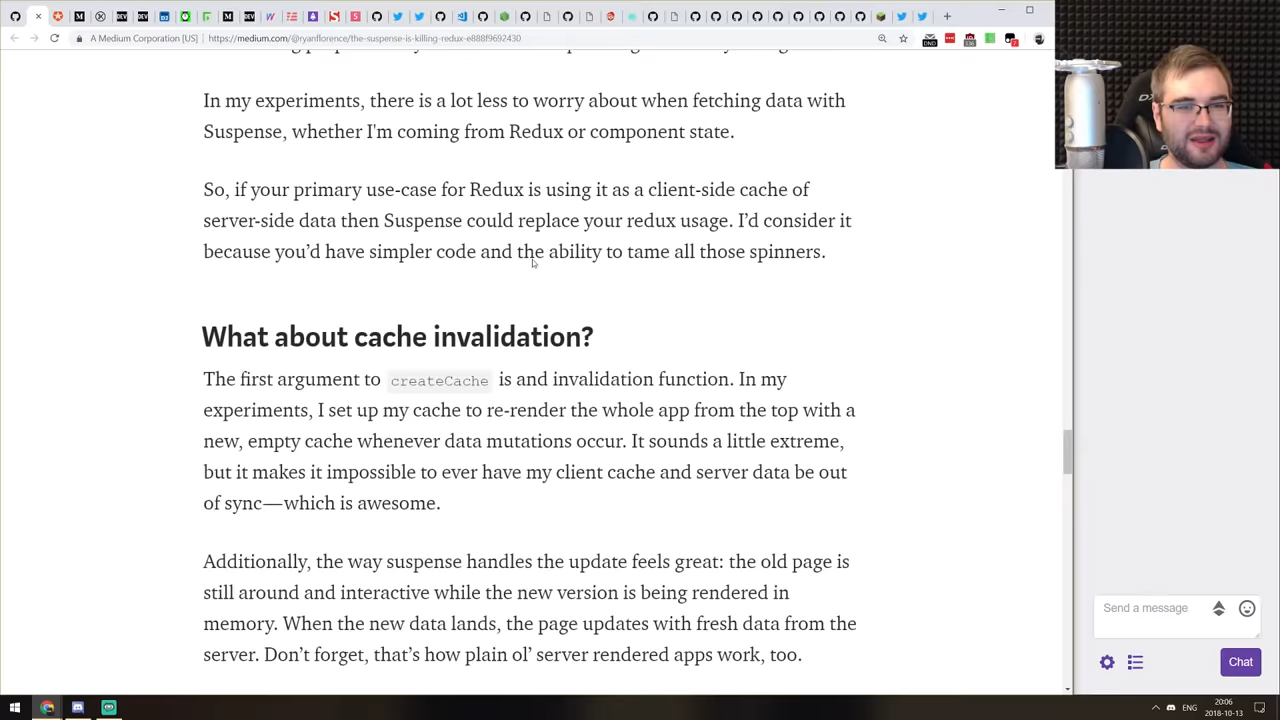 A Medium Corporation [US]
https://medium.com/@ryanflorence/the-suspense-is-killing-redux-e888f9692430
In my experiments, there is a lot less to worry about when fetching data with
Suspense, whether I'm coming from Redux or component state.
So, if your primary use-case for Redux is using it as a client-side cache of
server-side data then Suspense could replace your redux usage. I’d consider it
because you’d have simpler code and the ability to tame all those spinners.
What about cache invalidation?
The first argument to createCache is and invalidation function. In my
experiments, I set up my cache to re-render the whole app from the top with a
new, empty cache whenever data mutations occur. It sounds a little extreme,
but it makes it impossible to ever have my client cache and server data be out
of sync—which is awesome.
Additionally, the way suspense handles the update feels great: the old page is
still around and interactive while the new version is being rendered in
memory. When the new data lands, the page updates with fresh data from the
server. Don’t forget, that’s how plain ol’ server rendered apps work, too.
Send a message
Chat
ENG
20:06
2018-10-13